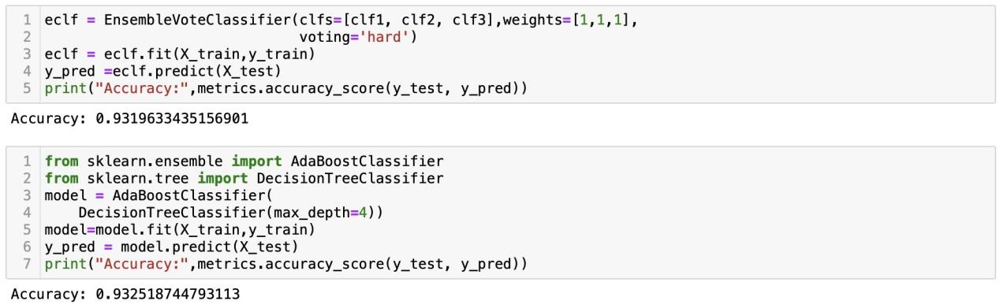 1 eclf = EnsembleVoteClassifier(clfs=[clf1, clf2, clf3],weights=[1,1,1],
2                               voting='hard')
3 eclf = eclf.fit(X_train,y_train)
4 y_pred =eclf.predict(X_test)
5 print("Accuracy:",metrics.accuracy_score(y_test, y_pred))
Accuracy: 0.9319633435156901
1 from sklearn.ensemble import AdaBoostClassifier
2 from sklearn.tree import DecisionTreeClassifier
3 model = AdaBoostClassifier(
4     DecisionTreeClassifier(max_depth=4))
5 model=model.fit(X_train,y_train)
6 y_pred = model.predict(X_test)
7 print("Accuracy:",metrics.accuracy_score(y_test, y_pred))
Accuracy: 0.932518744793113